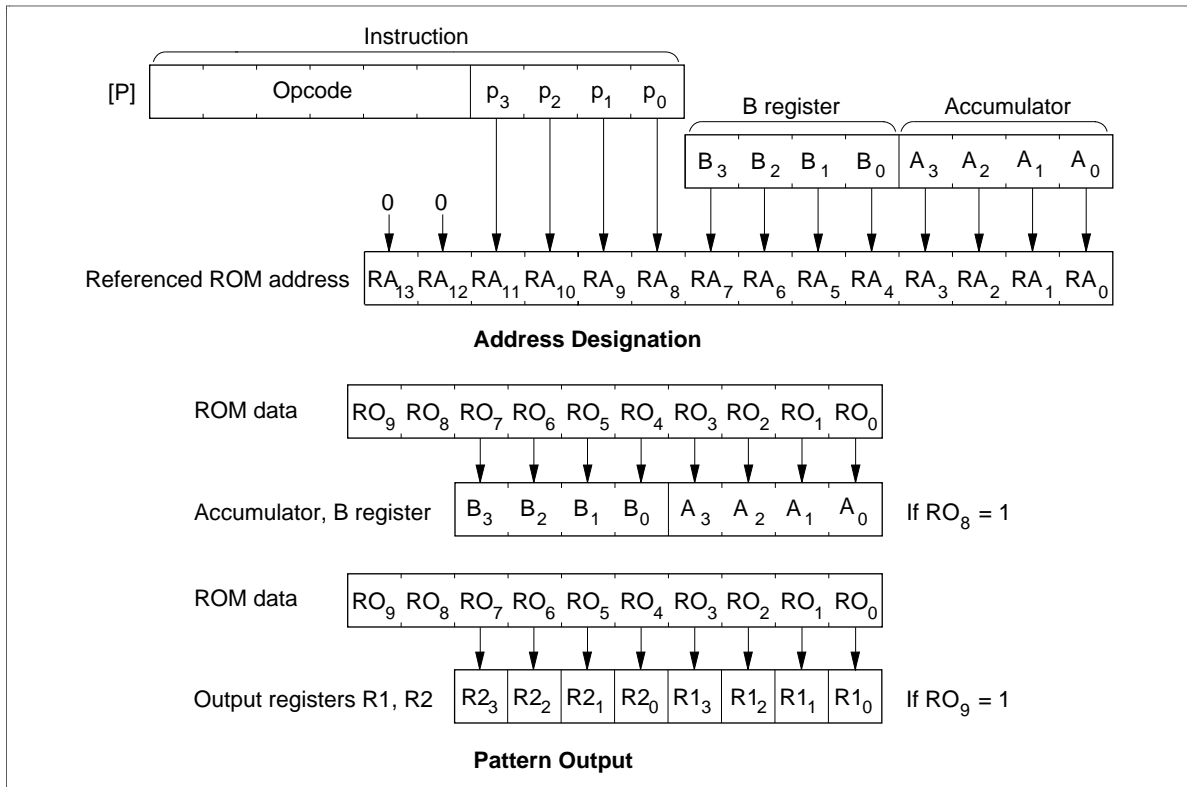 Instruction
[P] Opcode p3 p2 p1 p0
B register Accumulator
B3 B2 B1 B0 A3 A2 A1 A0
0 0
Referenced ROM address RA13 RA12 RA11 RA10 RA9 RA8 RA7 RA6 RA5 RA4 RA3 RA2 RA1 RA0
Address Designation
ROM data RO9 RO8 RO7 RO6 RO5 RO4 RO3 RO2 RO1 RO0
Accumulator, B register B3 B2 B1 B0 A3 A2 A1 A0 If RO8 = 1
ROM data RO9 RO8 RO7 RO6 RO5 RO4 RO3 RO2 RO1 RO0
Output registers R1, R2 R23 R22 R21 R20 R13 R12 R11 R10 If RO9 = 1
Pattern Output